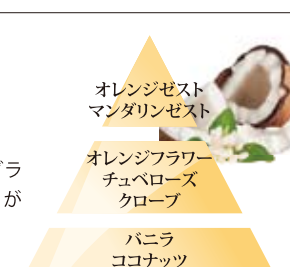 オレンジゼスト
マンダリンゼスト
オレンジフラワー
チュベローズ
クローブ
ラ
が
バニラ
ココナッツ